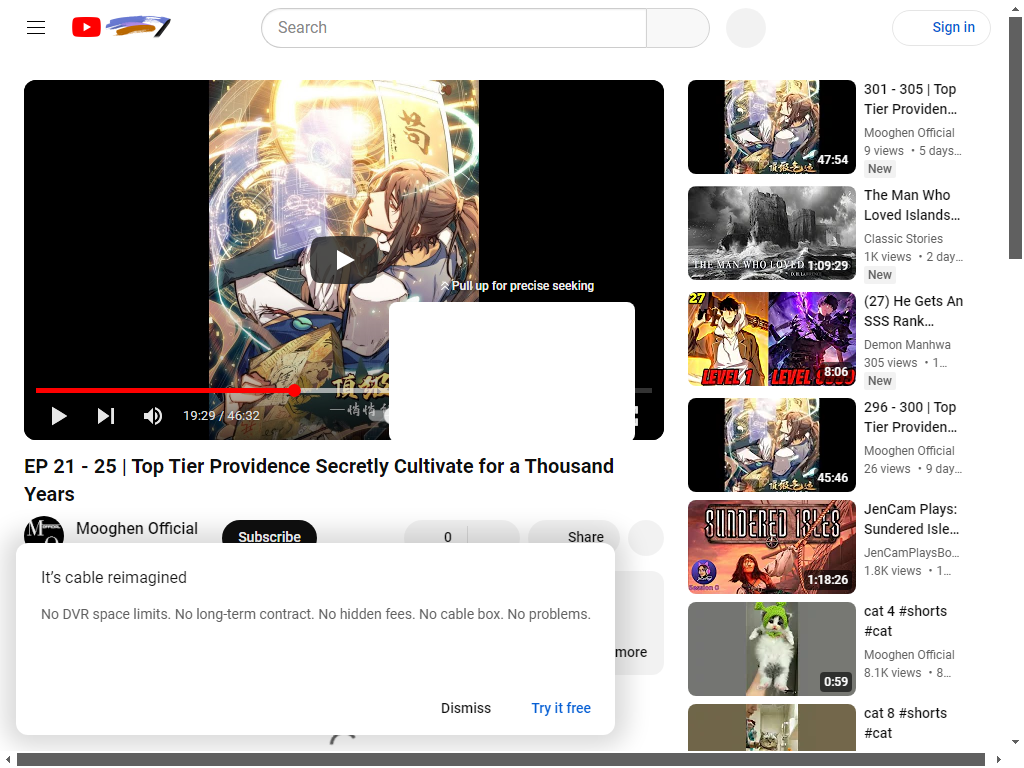 Search
Sign in
苟
Pull up for precise seeking
19:29 / 46:32
EP 21 - 25 | Top Tier Providence Secretly Cultivate for a Thousand
Years
Mooghen Official
Subscribe
0
Share
more
It's cable reimagined
No DVR space limits. No long-term contract. No hidden fees. No cable box. No problems.
Dismiss
Try it free
47:54
301 - 305 | Top
Tier Providen…
Mooghen Official
9 views • 5 days…
New
THE MAN WHO LOVED
1:09:29
The Man Who
Loved Islands…
Classic Stories
1K views • 2 day…
New
27
LEVEL 1
LEVEL
8:06
(27) He Gets An
SSS Rank…
Demon Manhwa
305 views • 1…
New
45:46
296 - 300 | Top
Tier Providen…
Mooghen Official
26 views • 9 day…
SUNDERED ISLES
Session 0
1:18:26
JenCam Plays:
Sundered Isle…
JenCamPlaysBo…
1.8K views • 1…
0:59
cat 4 #shorts
#cat
Mooghen Official
8.1K views • 8…
cat 8 #shorts
#cat